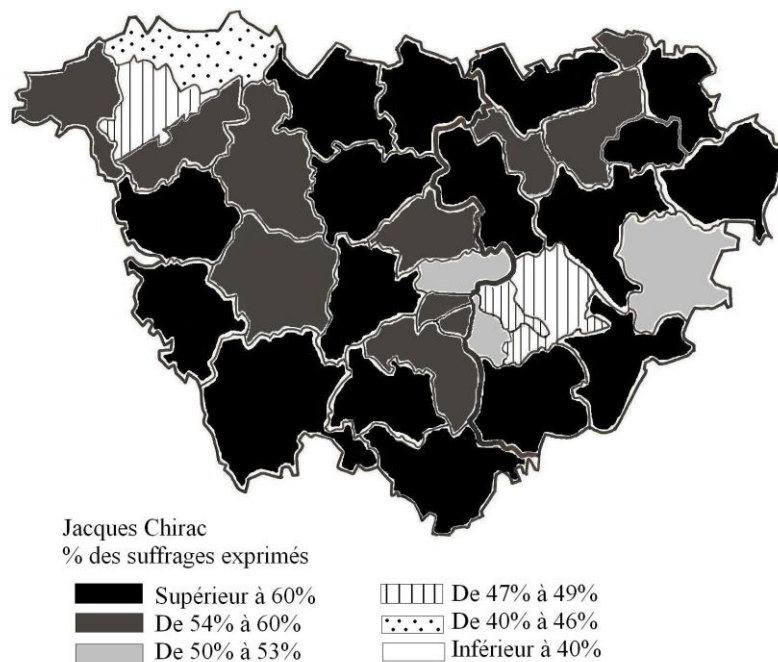 Jacques Chirac
% des suffrages exprimés
Supérieur à 60%
De 54% à 60%
De 50% à 53%
De 47% à 49%
De 40% à 46%
Inférieur à 40%